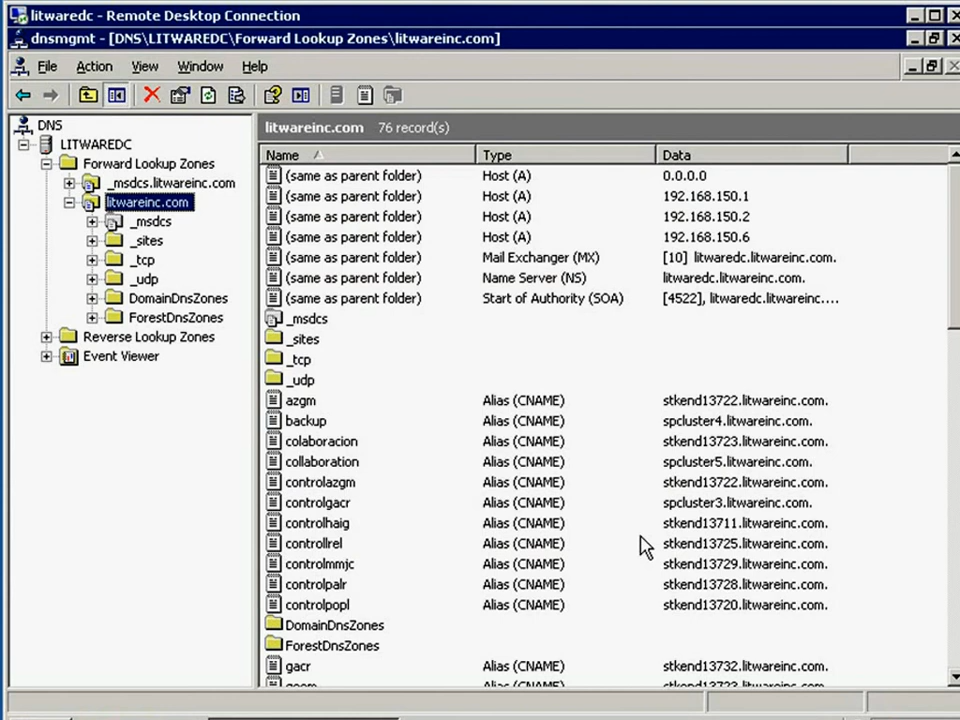 litwaredc - Remote Desktop Connection
dnsmgmt - [DNS\LITWAREDC\Forward Lookup Zones\litwareinc.com]
File Action View Window Help
DNS
LITWAREDC
Forward Lookup Zones
_msdcs.litwareinc.com
litwareinc.com
_msdcs
_sites
_tcp
_udp
DomainDnsZones
ForestDnsZones
Reverse Lookup Zones
Event Viewer
litwareinc.com 76 record(s)
Name Type Data
(same as parent folder) Host (A) 0.0.0.0
(same as parent folder) Host (A) 192.168.150.1
(same as parent folder) Host (A) 192.168.150.2
(same as parent folder) Host (A) 192.168.150.6
(same as parent folder) Mail Exchanger (MX) [10] litwaredc.litwareinc.com.
(same as parent folder) Name Server (NS) litwaredc.litwareinc.com.
(same as parent folder) Start of Authority (SOA) [4522], litwaredc.litwareinc....
_msdcs
_sites
_tcp
_udp
azgm Alias (CNAME) stkend13722.litwareinc.com.
backup Alias (CNAME) spcluster4.litwareinc.com.
colaboracion Alias (CNAME) stkend13723.litwareinc.com.
collaboration Alias (CNAME) spcluster5.litwareinc.com.
controlazgm Alias (CNAME) stkend13722.litwareinc.com.
controlgacr Alias (CNAME) spcluster3.litwareinc.com.
controlhaig Alias (CNAME) stkend13711.litwareinc.com.
controllrel Alias (CNAME) stkend13725.litwareinc.com.
controlmmjc Alias (CNAME) stkend13729.litwareinc.com.
controlpalr Alias (CNAME) stkend13728.litwareinc.com.
controlpopl Alias (CNAME) stkend13720.litwareinc.com.
DomainDnsZones
ForestDnsZones
gacr Alias (CNAME) stkend13732.litwareinc.com.
Alias (CNAME)